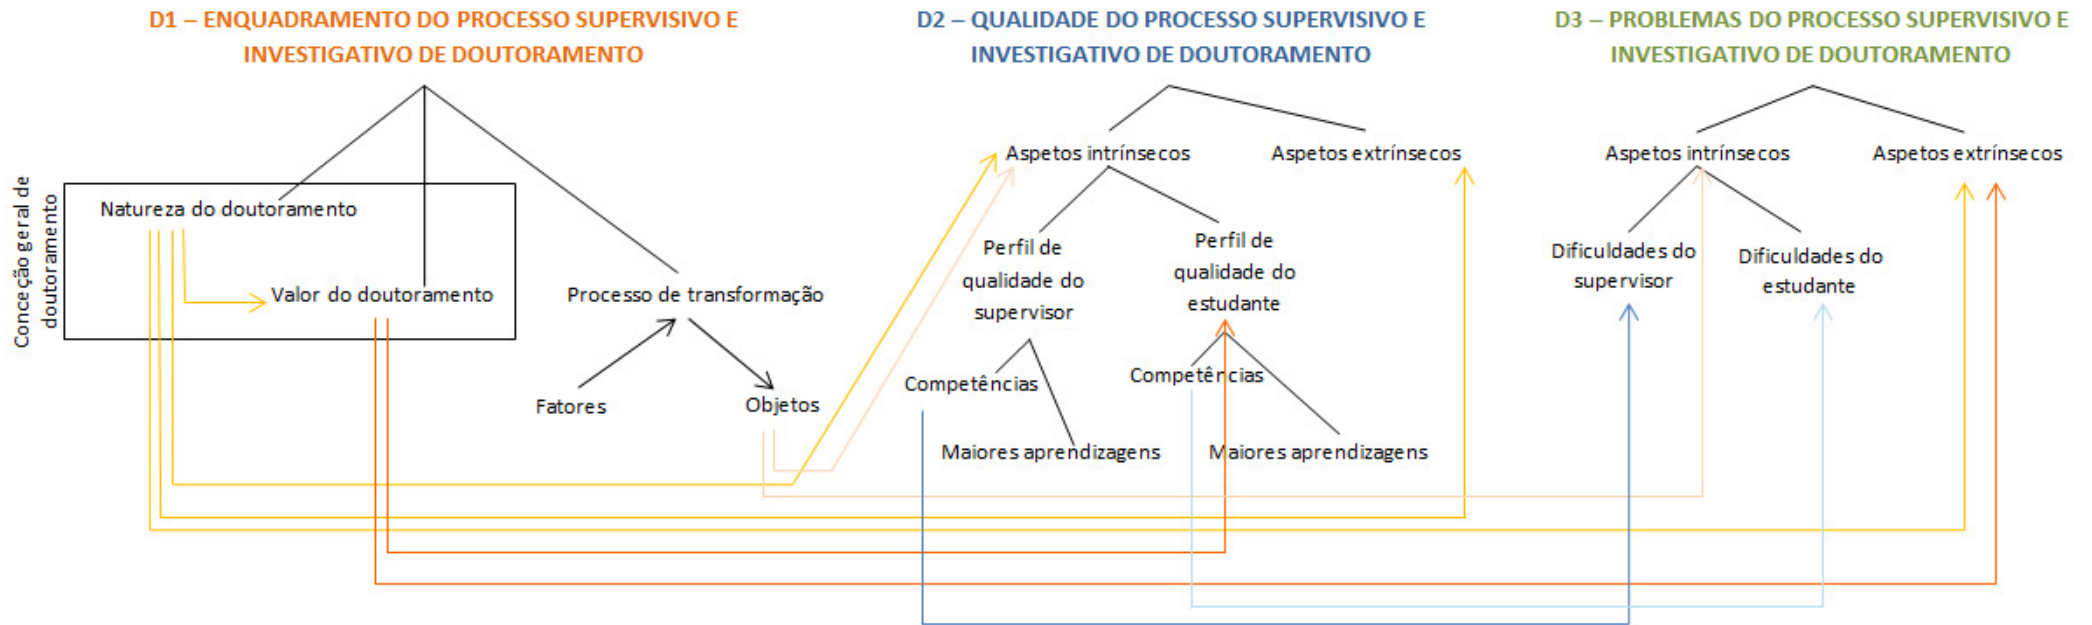 D1 – ENQUADRAMENTO DO PROCESSO SUPERVISIVO E
INVESTIGATIVO DE DOUTORAMENTO
Conceção geral de
doutoramento
Natureza do doutoramento
Valor do doutoramento
Processo de transformação
Fatores
Objetos
D2 – QUALIDADE DO PROCESSO SUPERVISIVO E
INVESTIGATIVO DE DOUTORAMENTO
Aspetos intrínsecos
Aspetos extrínsecos
Perfil de
qualidade do
supervisor
Perfil de
qualidade do
estudante
Competências
Maiores aprendizagens
Competências
Maiores aprendizagens
D3 – PROBLEMAS DO PROCESSO SUPERVISIVO E
INVESTIGATIVO DE DOUTORAMENTO
Aspetos intrínsecos
Aspetos extrínsecos
Dificuldades do
supervisor
Dificuldades do
estudante